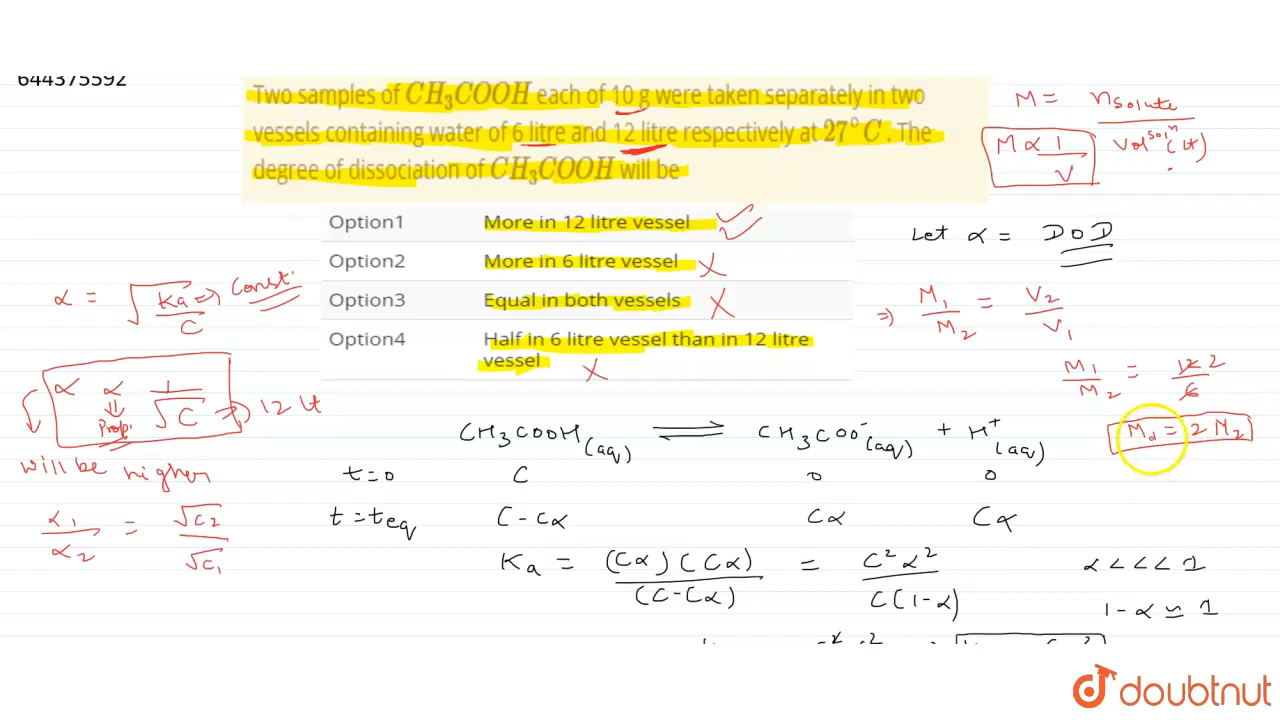 644375592
Two samples of CH₃COOH each of 10 g were taken separately in two
vessels containing water of 6 litre and 12 litre respectively at 27°C. The
degree of dissociation of CH₃COOH will be
Option1 More in 12 litre vessel
Option2 More in 6 litre vessel
Option3 Equal in both vessels
Option4 Half in 6 litre vessel than in 12 litre
vessel
M = nsolute / Vol solⁿ (lt)
M ∝ 1/V
Let α = DOD
⇒ M₁/M₂ = V₂/V₁
M₁/M₂ = 12/6 2
M₁ = 2 M₂
α = √(Ka/C) ⇒ Const.
α ∝ 1/√C ⇒ 12 lt
⇓
Prop.
will be higher
α₁/α₂ = √C₂/√C₁
CH₃COOH(aq) ⇌ CH₃COO⁻(aq) + H⁺(aq)
t=0 C 0 0
t=teq C-Cα Cα Cα
Ka = (Cα)(Cα)/(C-Cα) = C²α²/C(1-α)
α <<< 1
1-α ≃ 1
doubtnut